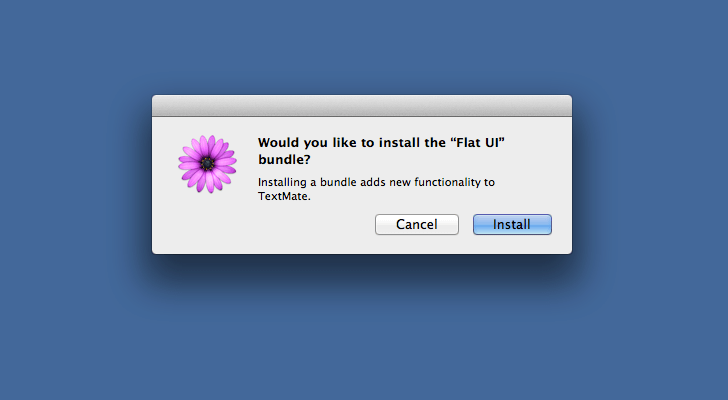 Would you like to install the “Flat UI”
bundle?
Installing a bundle adds new functionality to
TextMate.
Cancel
Install